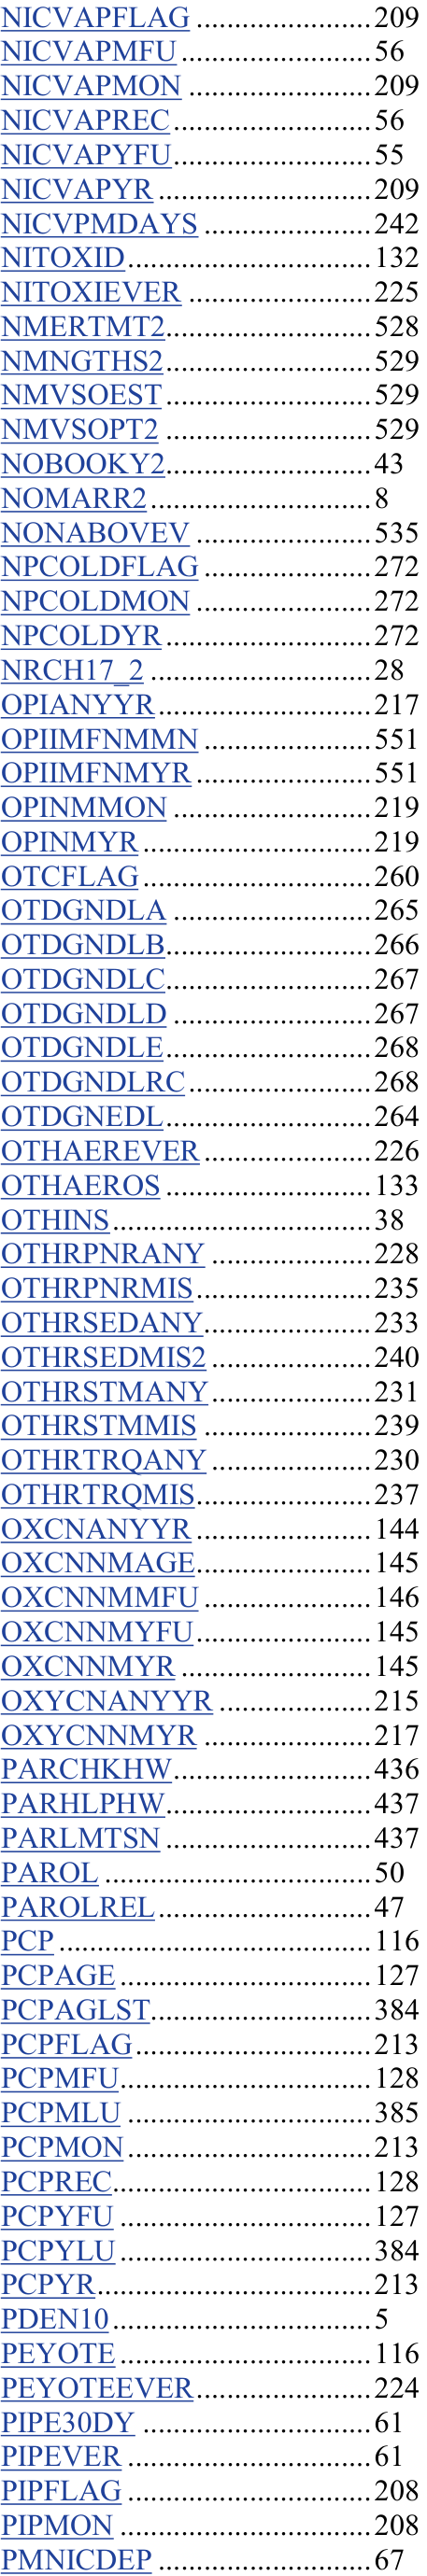 NICVAPFLAG ........................209
NICVAPMFU ..........................56
NICVAPMON .........................209
NICVAPREC ...........................56
NICVAPYFU ...........................55
NICVAPYR .............................209
NICVPMDAYS .......................242
NITOXID .................................132
NITOXIEVER .........................225
NMERTMT2 ............................528
NMNGTHS2 ............................529
NMVSOEST ............................529
NMVSOPT2 .............................529
NOBOOKY2 ............................43
NOMARR2 ..............................8
NONABOVEV ........................535
NPCOLDFLAG .......................272
NPCOLDMON ........................272
NPCOLDYR ............................272
NRCH17_2 ..............................28
OPIANYYR .............................217
OPIIMFNMMN .......................551
OPIIMFNMYR ........................551
OPINMMON ...........................219
OPINMYR ...............................219
OTCFLAG ...............................260
OTDGNDLA ...........................265
OTDGNDLB ............................266
OTDGNDLC ............................267
OTDGNDLD ...........................267
OTDGNDLE ............................268
OTDGNDLRC .........................268
OTDGNEDL ............................264
OTHAEREVER .......................226
OTHAEROS ............................133
OTHINS ...................................38
OTHRPNRANY ......................228
OTHRPNRMIS ........................235
OTHRSEDANY .......................233
OTHRSEDMIS2 ......................240
OTHRSTMANY ......................231
OTHRSTMMIS .......................239
OTHRTRQANY ......................230
OTHRTRQMIS ........................237
OXCNANYYR ........................144
OXCNNMAGE ........................145
OXCNNMMFU .......................146
OXCNNMYFU ........................145
OXCNNMYR ..........................145
OXYCNANYYR .....................215
OXYCNNMYR ........................217
PARCHKHW ...........................436
PARHLPHW ............................437
PARLMTSN ............................437
PAROL ....................................50
PAROLREL .............................47
PCP ..........................................116
PCPAGE ..................................127
PCPAGLST ..............................384
PCPFLAG ................................213
PCPMFU ..................................128
PCPMLU .................................385
PCPMON .................................213
PCPREC ...................................128
PCPYFU ..................................127
PCPYLU ..................................384
PCPYR .....................................213
PDEN10 ...................................5
PEYOTE ..................................116
PEYOTEEVER ........................224
PIPE30DY ...............................61
PIPEVER .................................61
PIPFLAG .................................208
PIPMON ..................................208
PMNICDEP .............................67